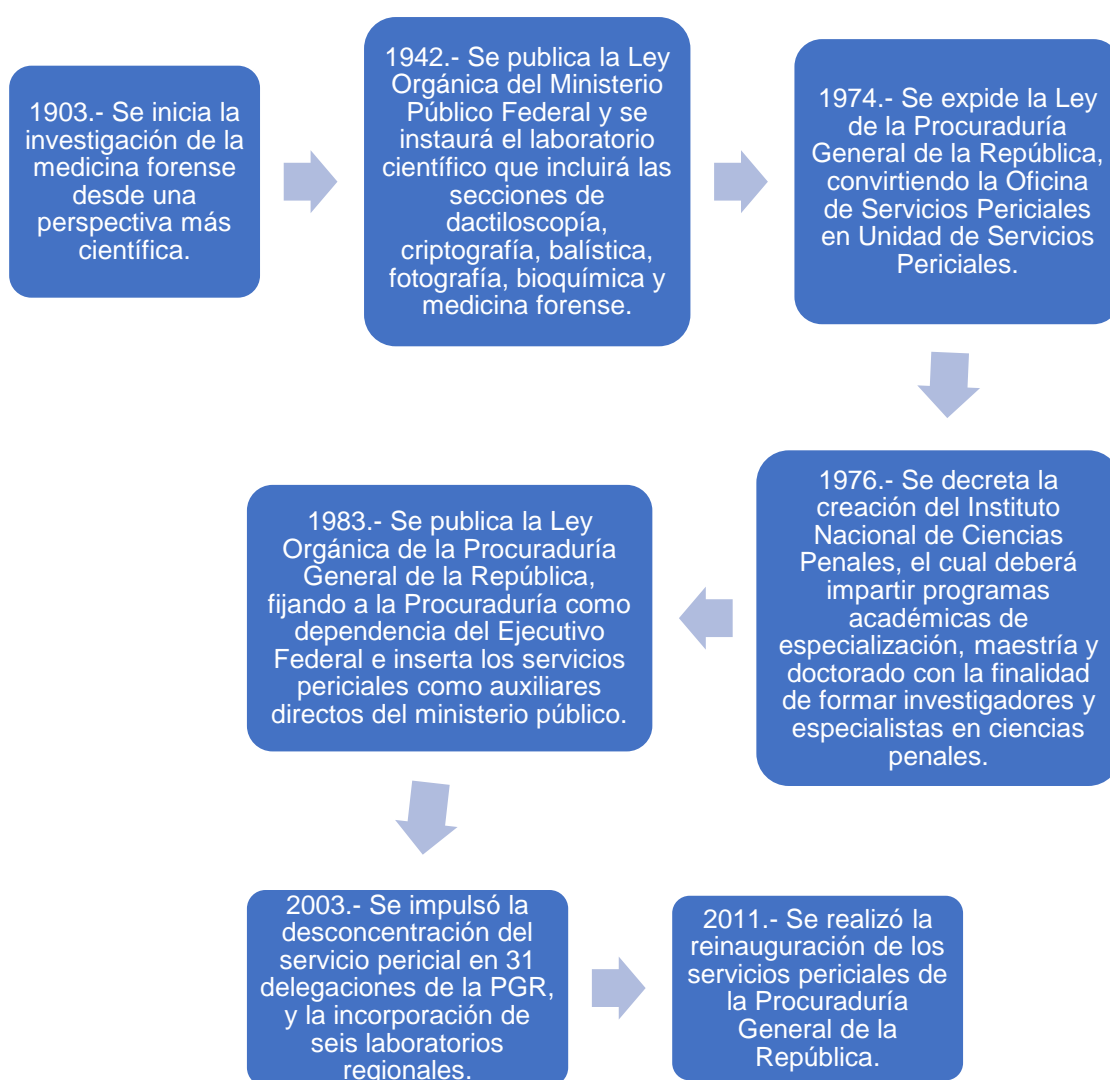 1903.- Se inicia la
investigación de la
medicina forense
desde una
perspectiva más
científica.
1942.- Se publica la Ley
Orgánica del Ministerio
Público Federal y se
instaurá el laboratorio
científico que incluirá las
secciones de
dactiloscopía,
criptografía, balística,
fotografía, bioquímica y
medicina forense.
1974.- Se expide la Ley
de la Procuraduría
General de la República,
convirtiendo la Oficina
de Servicios Periciales
en Unidad de Servicios
Periciales.
1976.- Se decreta la
creación del Instituto
Nacional de Ciencias
Penales, el cual deberá
impartir programas
académicas de
especialización, maestría y
doctorado con la finalidad
de formar investigadores y
especialistas en ciencias
penales.
1983.- Se publica la Ley
Orgánica de la Procuraduría
General de la República,
fijando a la Procuraduría como
dependencia del Ejecutivo
Federal e inserta los servicios
periciales como auxiliares
directos del ministerio público.
2003.- Se impulsó la
desconcentración del
servicio pericial en 31
delegaciones de la PGR,
y la incorporación de
seis laboratorios
regionales.
2011.- Se realizó la
reinauguración de los
servicios periciales de
la Procuraduría
General de la
República.